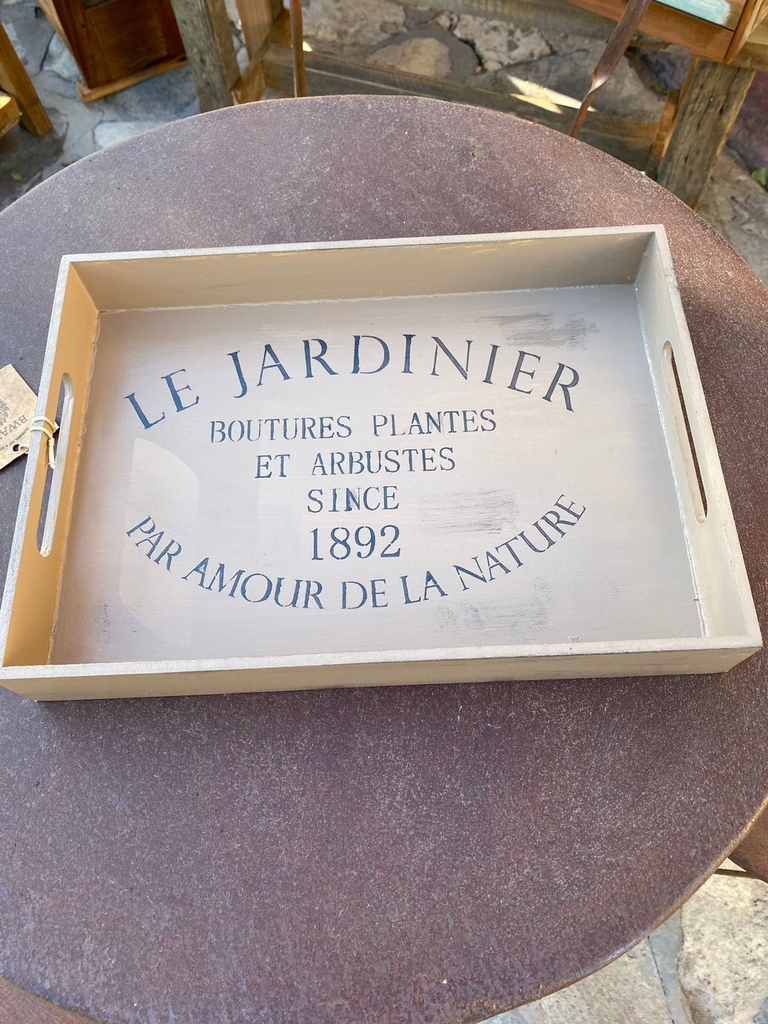 LE JARDINIER
BOUTURES PLANTES
ET ARBUSTES
SINCE
1892
PAR AMOUR DE LA NATURE